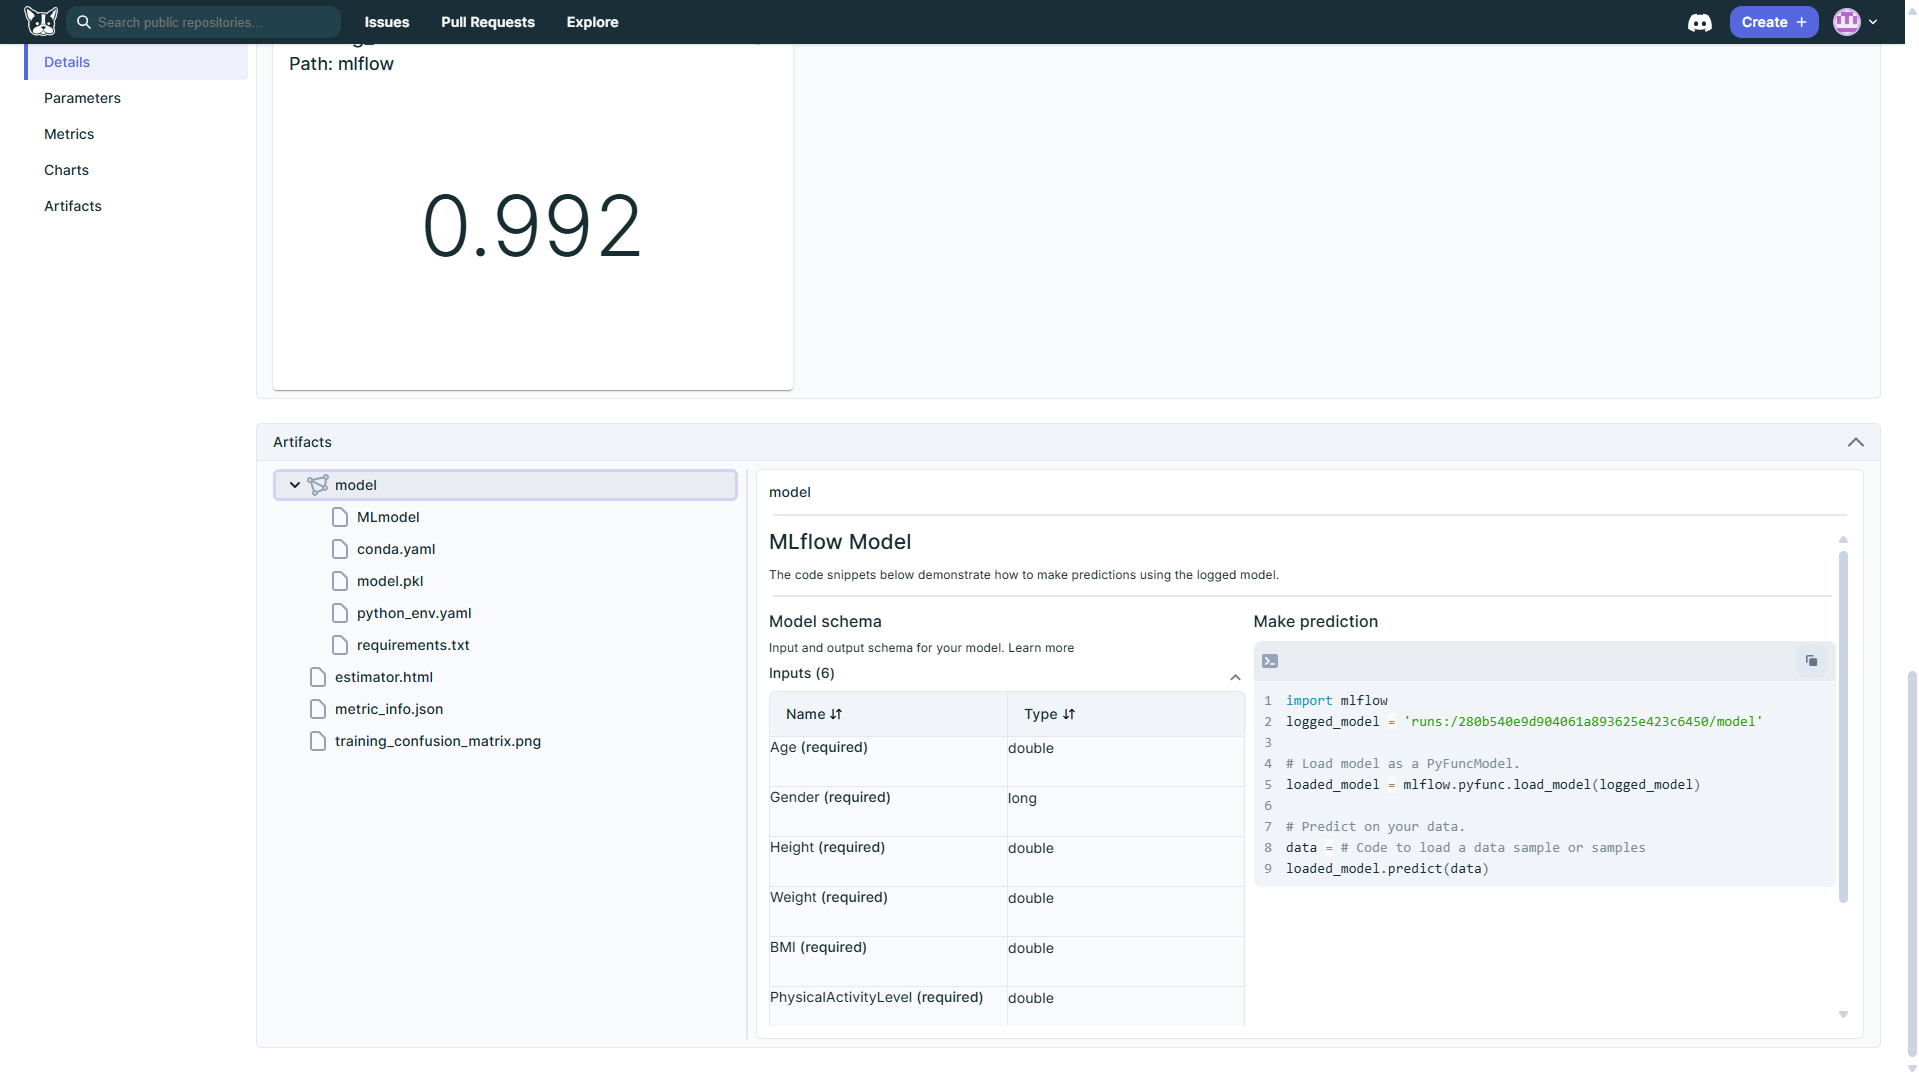 Search public repositories...
Issues
Pull Requests
Explore
Create +
Details
Parameters
Metrics
Charts
Artifacts
Path: mlflow
0.992
Artifacts
model
MLmodel
conda.yaml
model.pkl
python_env.yaml
requirements.txt
estimator.html
metric_info.json
training_confusion_matrix.png
model
MLflow Model
The code snippets below demonstrate how to make predictions using the logged model.
Model schema
Input and output schema for your model. Learn more
Inputs (6)
Name Type
Age (required) double
Gender (required) long
Height (required) double
Weight (required) double
BMI (required) double
PhysicalActivityLevel (required) double
Make prediction
1 import mlflow
2 logged_model = 'runs:/280b540e9d904061a893625e423c6450/model'
3
4 # Load model as a PyFuncModel.
5 loaded_model = mlflow.pyfunc.load_model(logged_model)
6
7 # Predict on your data.
8 data = # Code to load a data sample or samples
9 loaded_model.predict(data)